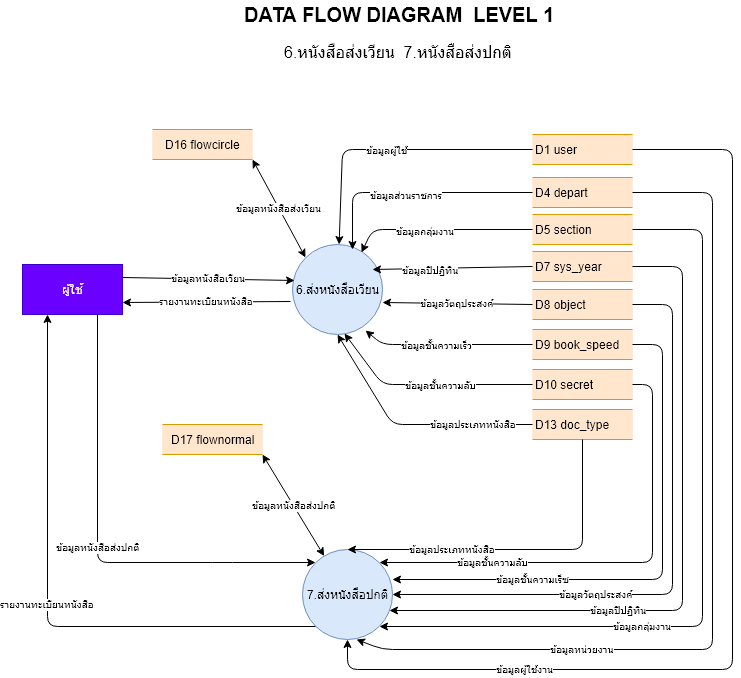 DATA FLOW DIAGRAM LEVEL 1
6.หนังสือส่งเวียน 7.หนังสือส่งปกติ
D16 flowcircle
ข้อมูลผู้ใช้
D1 user
ข้อมูลส่วนราชการ
D4 depart
ข้อมูลหนังสือส่งเวียน
ข้อมูลกลุ่มงาน
D5 section
ข้อมูลปีปฏิทิน
D7 sys_year
ผู้ใช้
ข้อมูลหนังสือเวียน
6.ส่งหนังสือเวียน
รายงานทะเบียนหนังสือ
ข้อมูลวัตถุประสงค์
D8 object
ข้อมูลชั้นความเร็ว
D9 book_speed
ข้อมูลชั้นความลับ
D10 secret
ข้อมูลประเภทหนังสือ
D13 doc_type
D17 flownormal
ข้อมูลหนังสือส่งปกติ
ข้อมูลหนังสือส่งปกติ
ข้อมูลประเภทหนังสือ
ข้อมูลชั้นความลับ
ข้อมูลชั้นความเร็ซ
7.ส่งหนังสือปกติ
ข้อมูลวัตถุประสงค์
รายงานทะเบียนหนังสือ
ข้อมูลปีปฏิทิน
ข้อมูลกลุ่มงาน
ข้อมูลหน่วยงาน
ข้อมูลผู้ใช้งาน